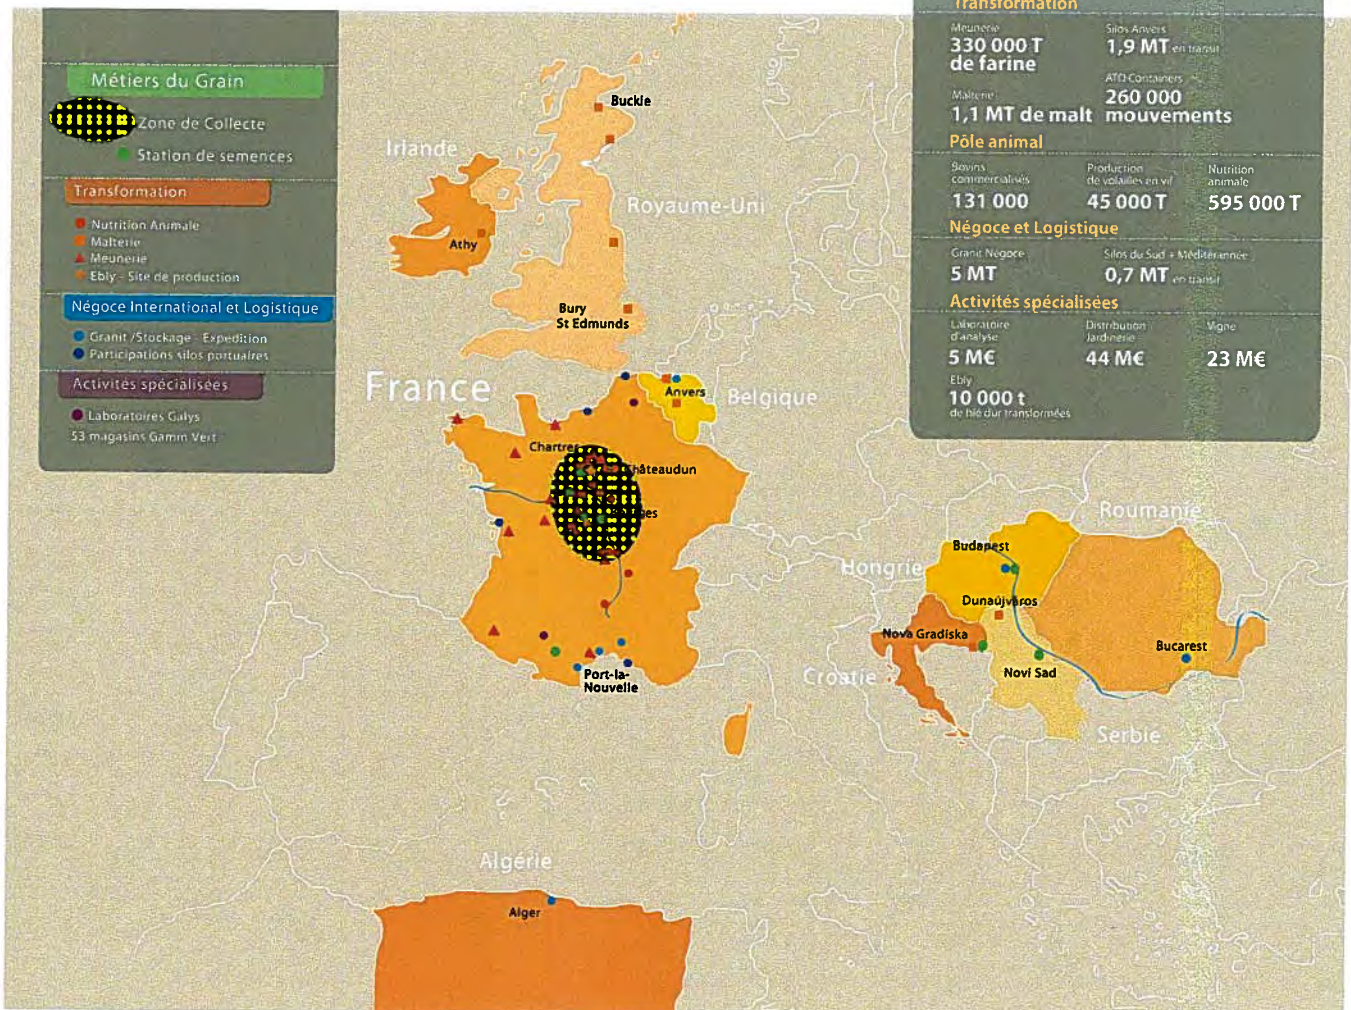 Métiers du Grain
Zone de Collecte
Station de semences
Transformation
Nutrition Animale
Malterie
Meunerie
Ebly - Site de production
Négoce International et Logistique
Granit /Stockage - Expédition
Participations silos portuaires
Activités spécialisées
Laboratoires Galys
53 magasins Gamm Vert
Transformation
Meunerie
330 000 T
de farine
Silos Anvers
1,9 MT en transit
Malterie
1,1 MT de malt
ATO Containers
260 000
mouvements
Pôle animal
Bovins
commercialisés
131 000
Production
de volailles en vif
45 000 T
Nutrition
animale
595 000 T
Négoce et Logistique
Granit Négoce
5 MT
Silos du Sud + Méditerannée
0,7 MT en transit
Activités spécialisées
Laboratoire
d'analyse
5 M€
Distribution
Jardinerie
44 M€
Vigne
23 M€
Ebly
10 000 t
de blé dur transformées
Buckie
Irlande
Royaume-Uni
Athy
Bury
St Edmunds
France
Anvers
Belgique
Chartres
Châteaudun
Roumanie
Budapest
Hongrie
Dunaújváros
Nova Gradiska
Bucarest
Croatie
Novi Sad
Port-la-
Nouvelle
Serbie
Algérie
Alger